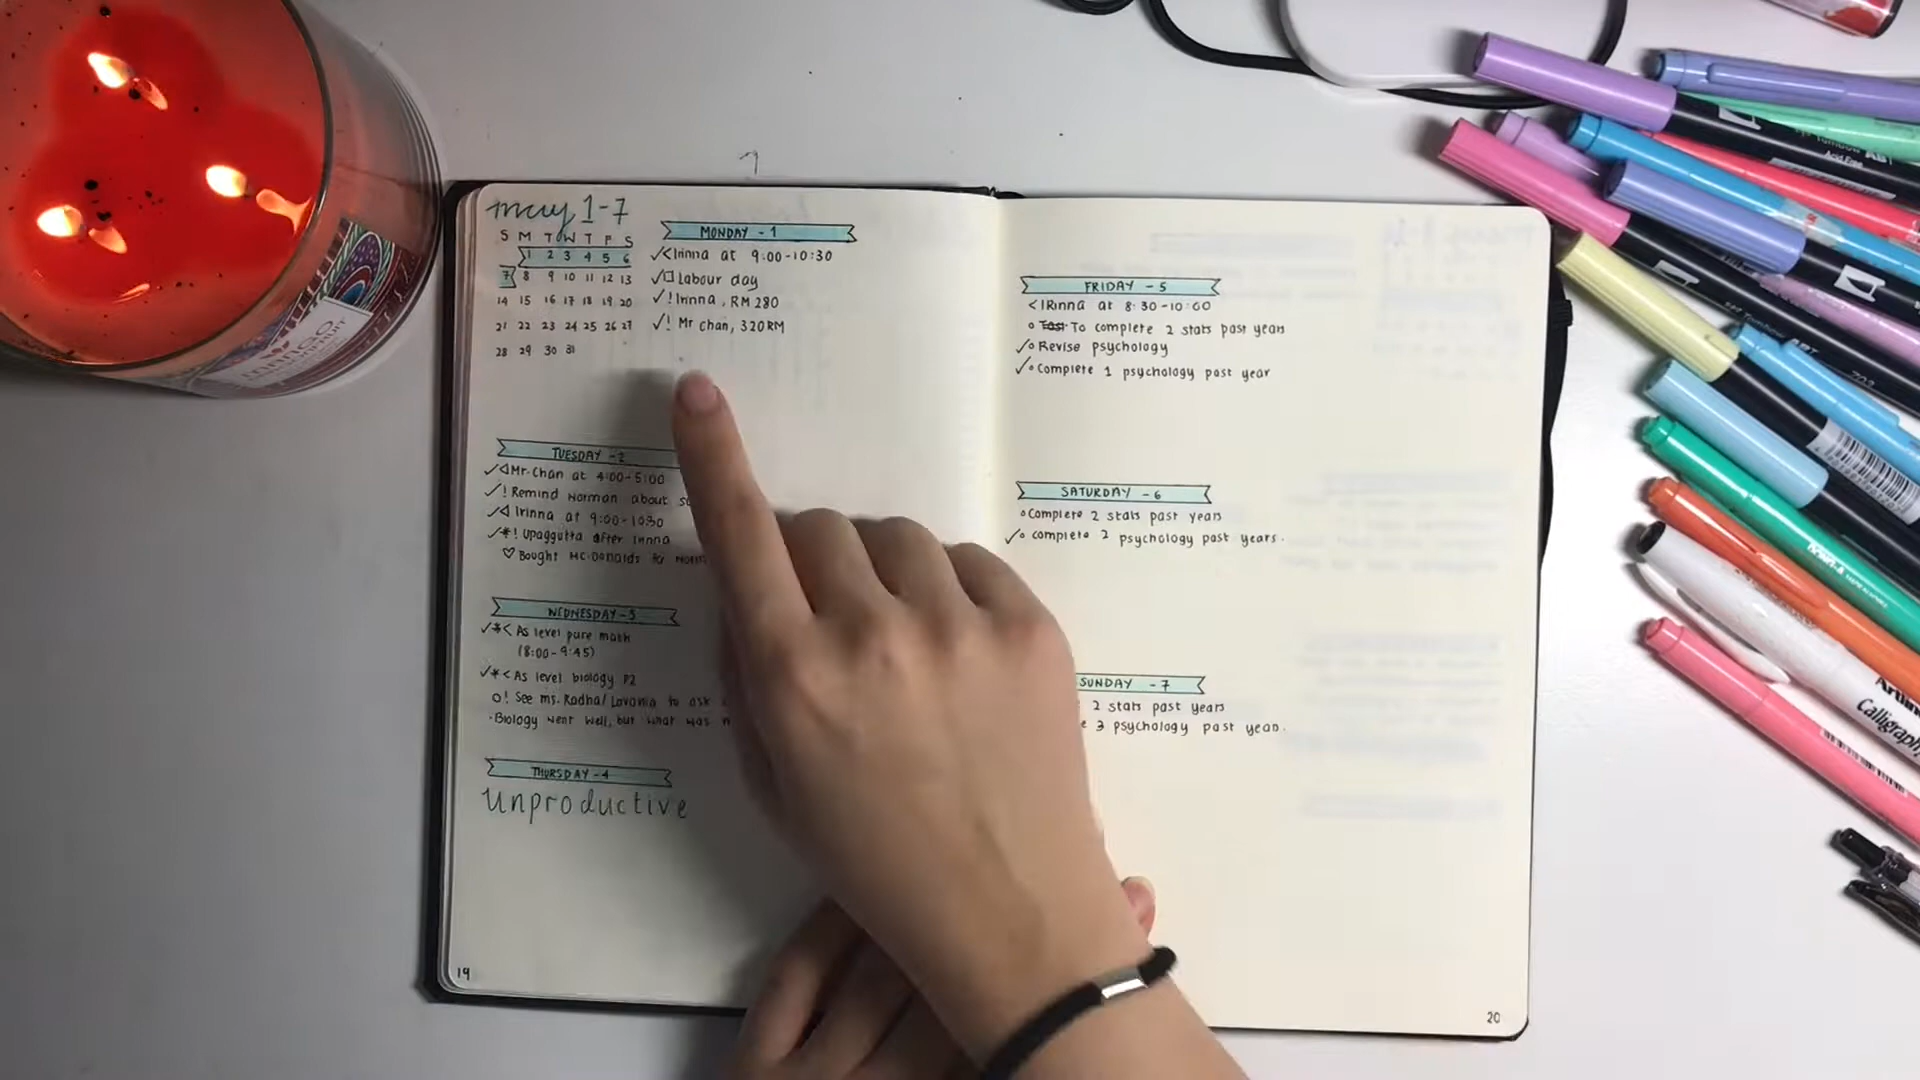 may 1-7
S M T W T F S
1 2 3 4 5 6
7 8 9 10 11 12 13
14 15 16 17 18 19 20
21 22 23 24 25 26 27
28 29 30 31
MONDAY - 1
✓< Irinna at 9:00-10:30
✓□ Labour day
✓! Irinna, RM 280
✓! Mr chan, 320RM
TUESDAY - 2
✓◁ Mr. Chan at 4:00-5:00
✓! Remind Norman about
✓◁ Irinna at 9:00-10:30
✓*! Upaggutta after Irinna
♡ Bought McDonalds for
WEDNESDAY - 3
✓*< As level pure math
(8:00-9:45)
✓*< As level biology P2
O! See ms. Radha/Lavania to ask
· Biology went well, but what was
THURSDAY - 4
Unproductive
19
FRIDAY - 5
< IRinna at 8:30-10:00
o To complete 2 stats past years
✓o Revise psychology
✓o Complete 1 psychology past year
SATURDAY - 6
o Complete 2 stats past years
✓o complete 2 psychology past years.
SUNDAY - 7
2 stats past years
3 psychology past years.
20
mango
Acid Free
Artline
Calligraphy